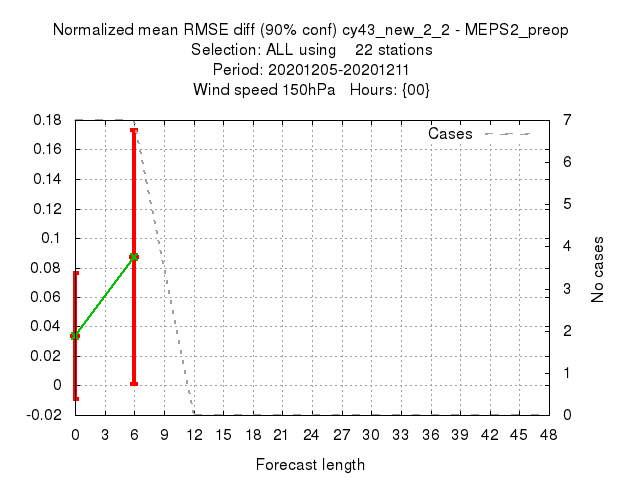 Normalized mean RMSE diff (90% conf) cy43_new_2_2 - MEPS2_preop
Selection: ALL using    22 stations
Period: 20201205-20201211
Wind speed 150hPa   Hours: {00}
0.18
0.16
0.14
0.12
0.1
0.08
0.06
0.04
0.02
0
-0.02
Cases
7
6
5
4
3
2
1
0
No cases
0 3 6 9 12 15 18 21 24 27 30 33 36 39 42 45 48
Forecast length